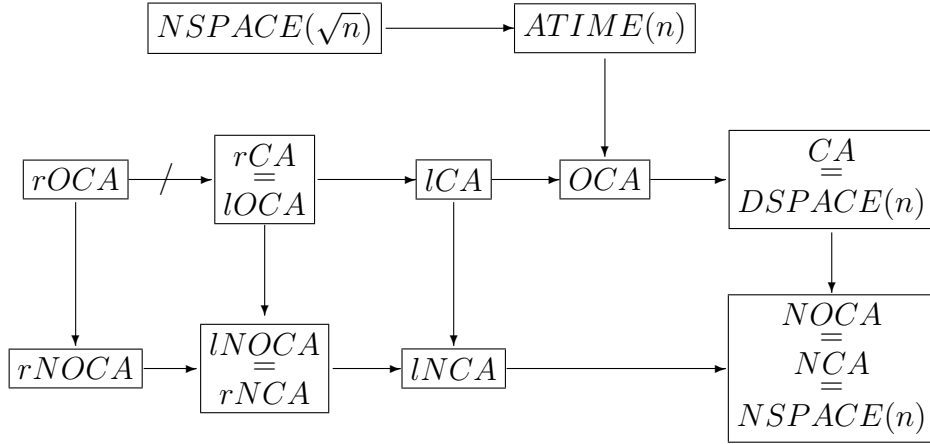 NSPACE(√n)
ATIME(n)
rOCA
rCA
=
lOCA
lCA
OCA
CA
=
DSPACE(n)
rNOCA
lNOCA
=
rNCA
lNCA
NOCA
=
NCA
=
NSPACE(n)